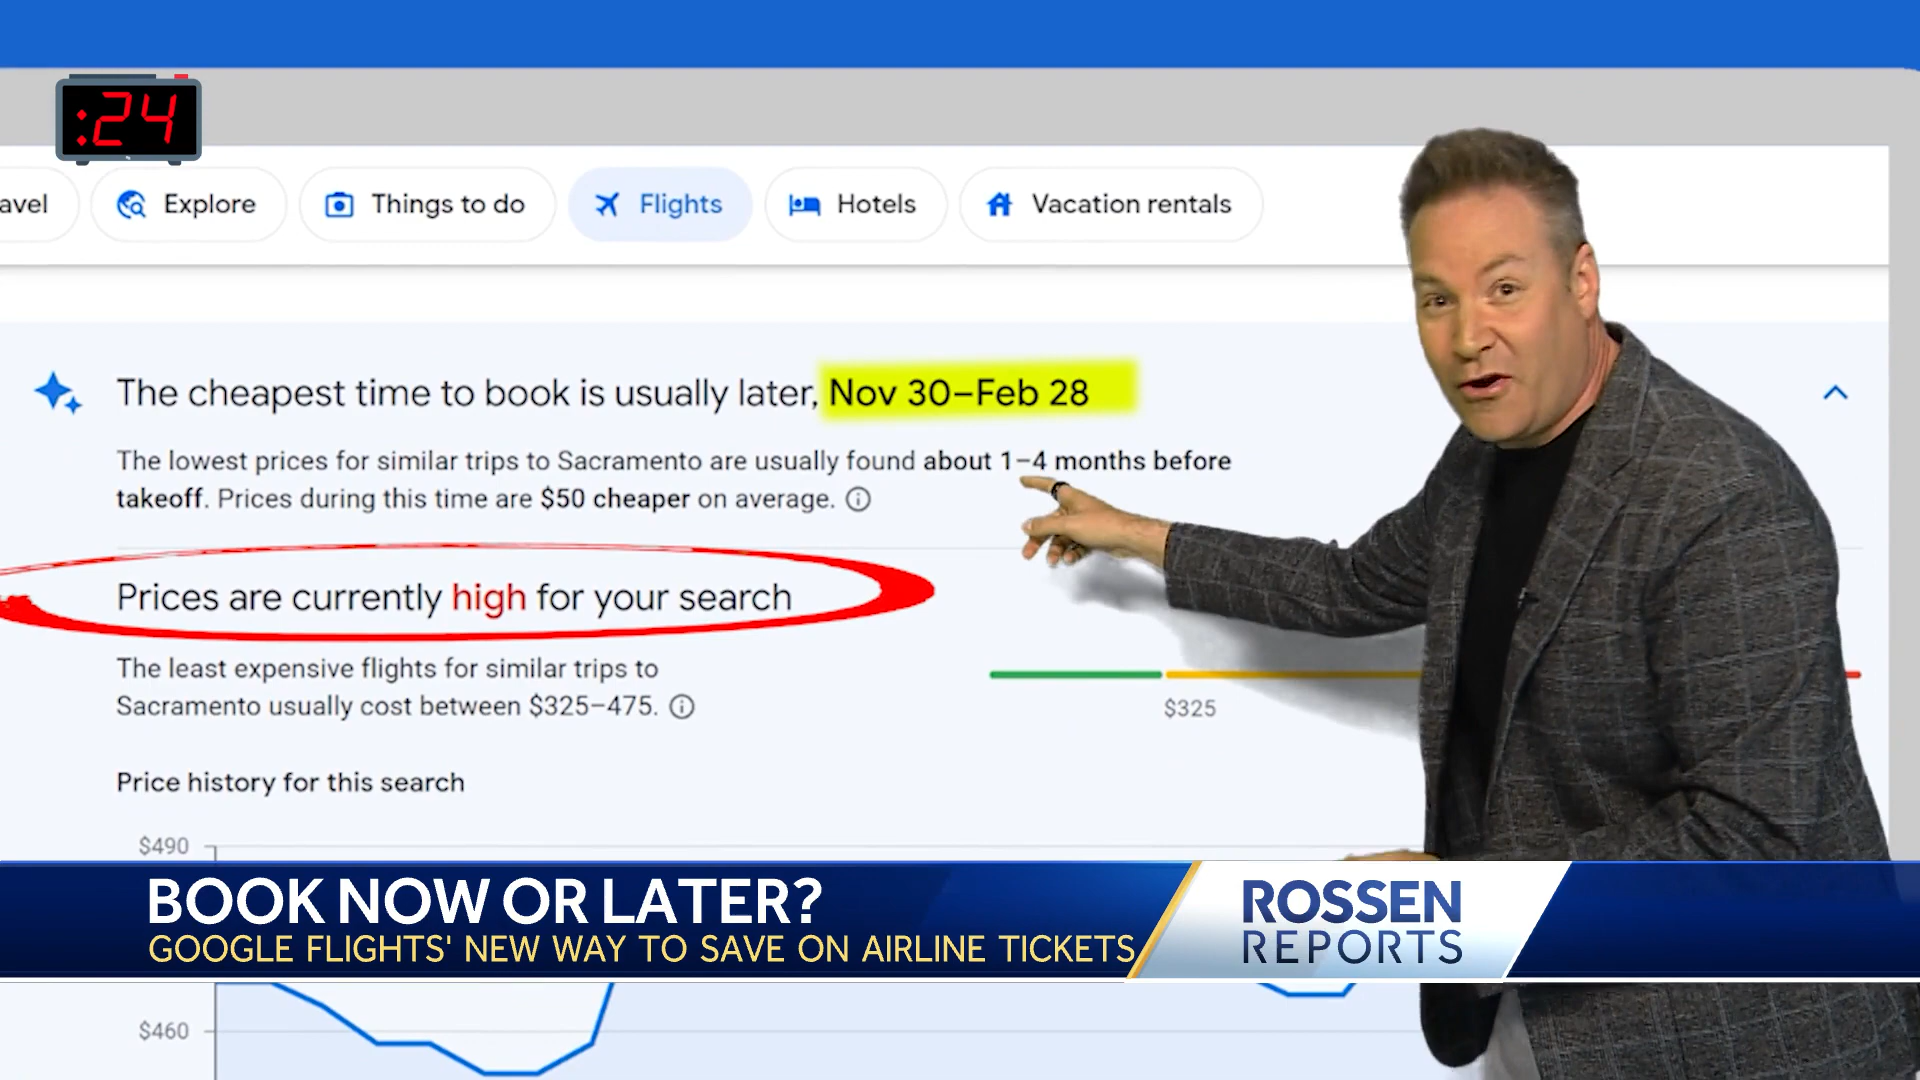 :24
avel
Explore
Things to do
Flights
Hotels
Vacation rentals
The cheapest time to book is usually later, Nov 30–Feb 28
The lowest prices for similar trips to Sacramento are usually found about 1–4 months before
takeoff. Prices during this time are $50 cheaper on average.
Prices are currently high for your search
The least expensive flights for similar trips to
Sacramento usually cost between $325–475.
$325
Price history for this search
$490
BOOK NOW OR LATER?
GOOGLE FLIGHTS' NEW WAY TO SAVE ON AIRLINE TICKETS
ROSSEN
REPORTS
$460